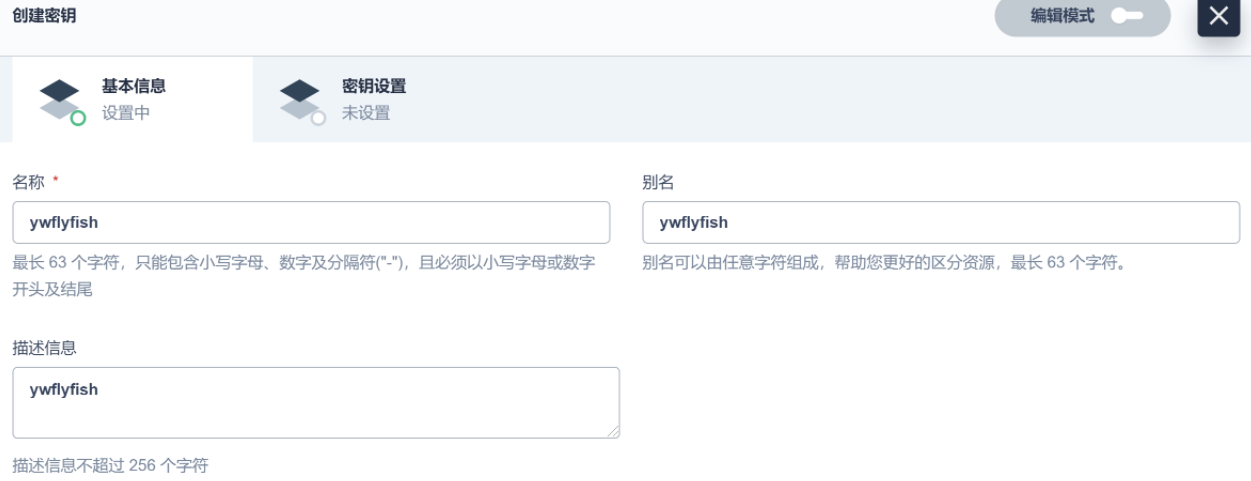 创建密钥
编辑模式
基本信息
设置中
密钥设置
未设置
名称 *
别名
ywflyfish
ywflyfish
最长 63 个字符，只能包含小写字母、数字及分隔符("-")，且必须以小写字母或数字
开头及结尾
别名可以由任意字符组成，帮助您更好的区分资源，最长 63 个字符。
描述信息
ywflyfish
描述信息不超过 256 个字符